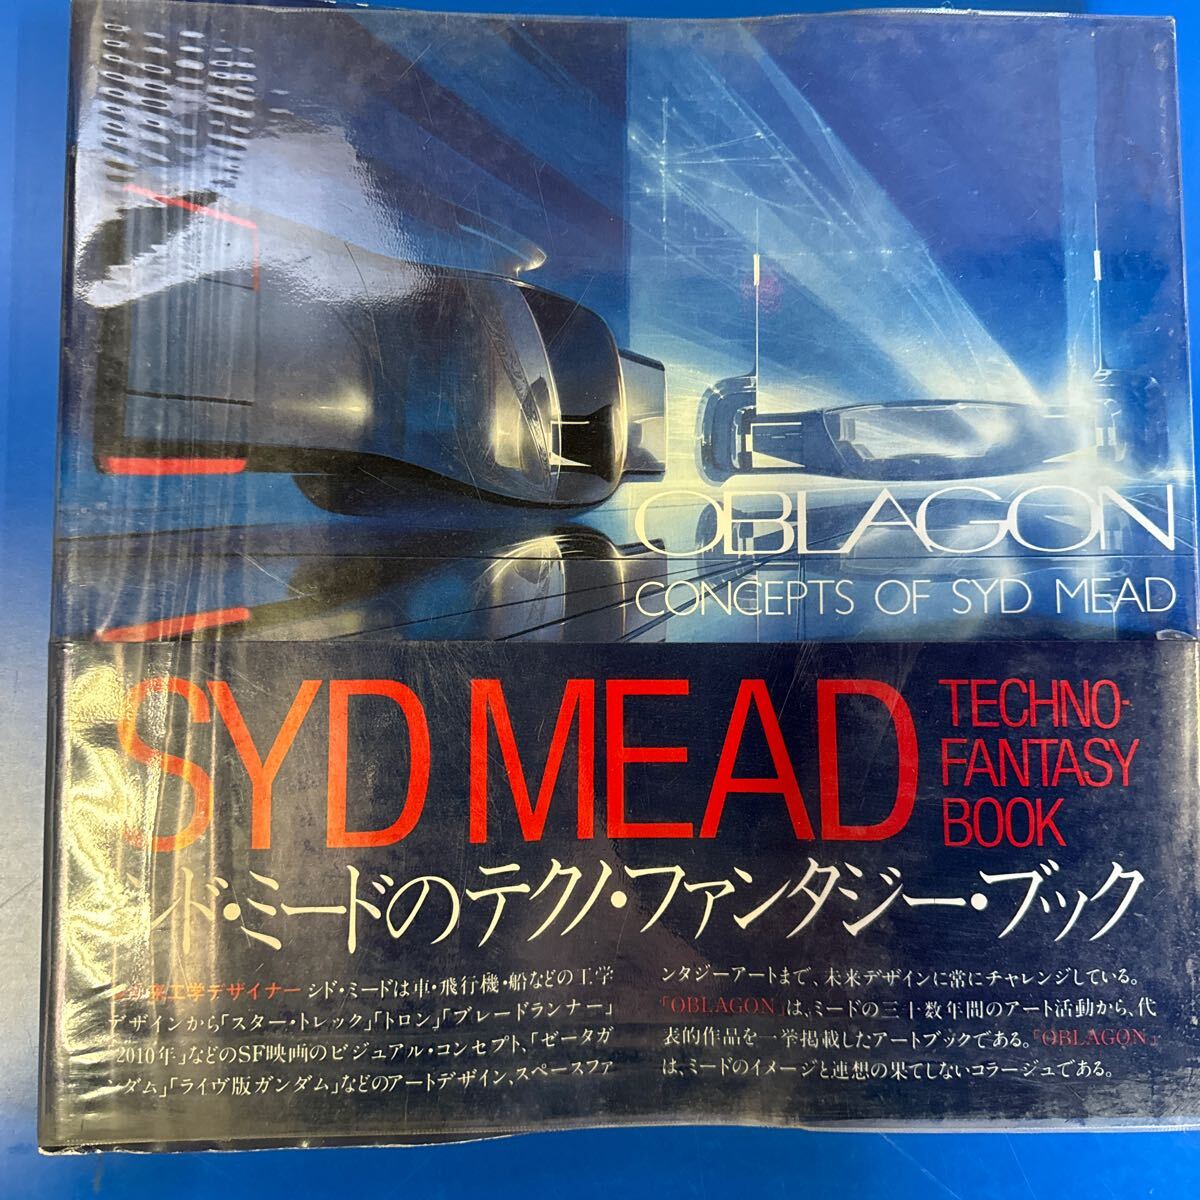 OBLAGON
CONCEPTS OF SYD MEAD
SYD MEAD
TECHNO-
FANTASY
BOOK
シド・ミードのテクノ・ファンタジー・ブック
未来工学デザイナー シド・ミードは車・飛行機・船などの工学
デザインから「スター・トレック」「トロン」「ブレードランナー」
「2010年」などのSF映画のビジュアル・コンセプト、「ゼータガ
ンダム」「ライヴ版ガンダム」などのアートデザイン、スペースファ
ンタジーアートまで、未来デザインに常にチャレンジしている。
「OBLAGON」は、ミードの三十数年間のアート活動から、代
表的作品を一挙掲載したアートブックである。「OBLAGON」
は、ミードのイメージと連想の果てしないコラージュである。